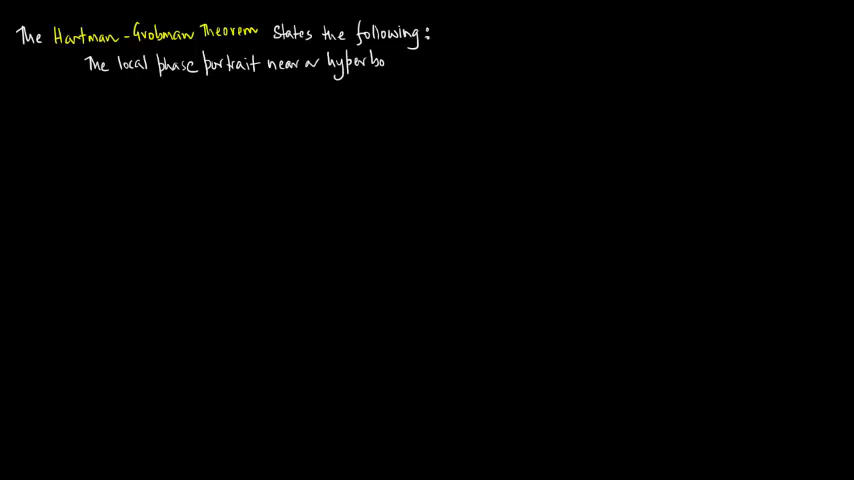 The Hartman-Grobman Theorem States the following:
The local phase portrait near a hyperbo